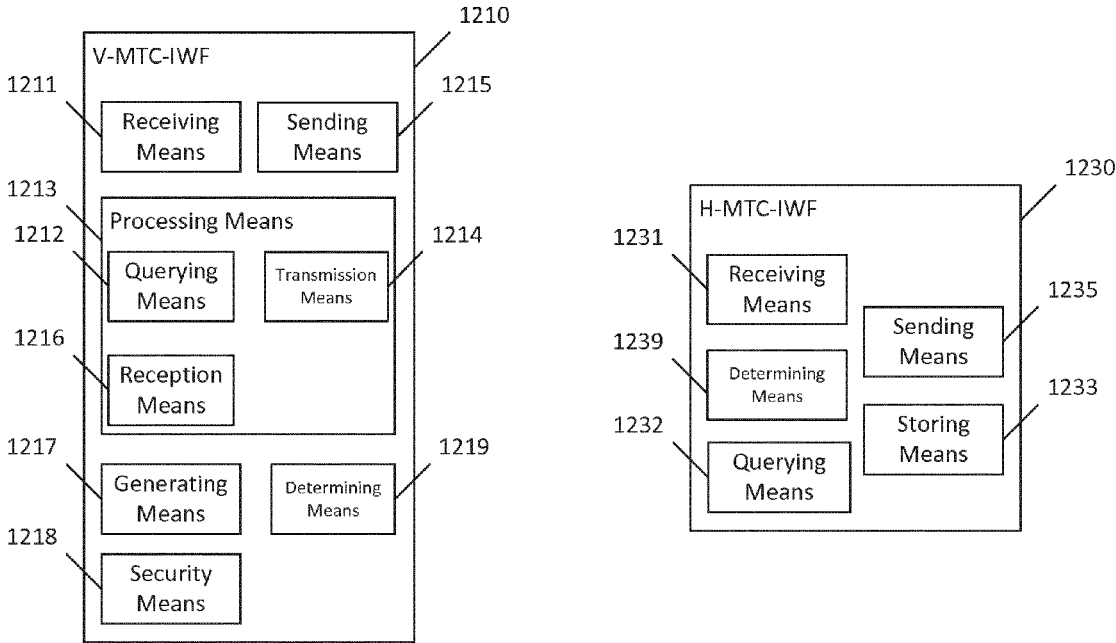 1210
V-MTC-IWF
1211
Receiving
Means
1215
Sending
Means
1213
Processing Means
1212
Querying
Means
1214
Transmission
Means
1216
Reception
Means
1217
Generating
Means
1219
Determining
Means
1218
Security
Means
1230
H-MTC-IWF
1231
Receiving
Means
1235
Sending
Means
1239
Determining
Means
1233
Storing
Means
1232
Querying
Means